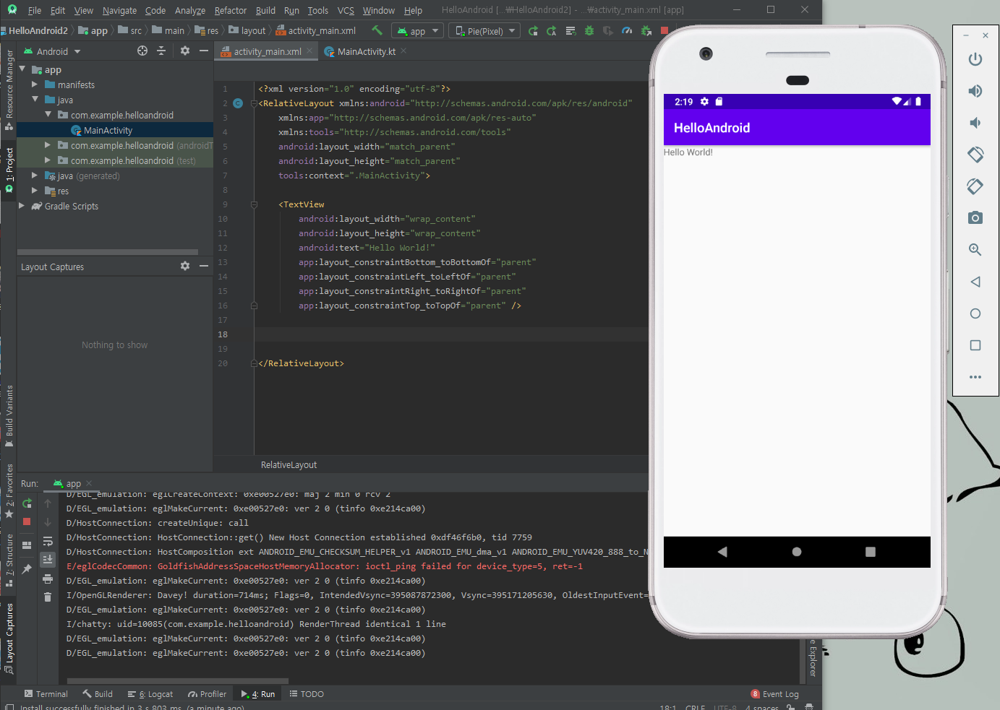 File Edit View Navigate Code Analyze Refactor Build Run Tools VCS Window Help HelloAndroid [...₩HelloAndroid2] - ...₩activity_main.xml [app]
HelloAndroid2 app src main res layout activity_main.xml app Pie(Pixel)
Resource Manager
1: Project
Build Variants
2: Favorites
7: Structure
Layout Captures
Android
app
manifests
java
com.example.helloandroid
MainActivity
com.example.helloandroid (androidT
com.example.helloandroid (test)
java (generated)
res
Gradle Scripts
Layout Captures
Nothing to show
activity_main.xml MainActivity.kt
1 <?xml version="1.0" encoding="utf-8"?>
2 <RelativeLayout xmlns:android="http://schemas.android.com/apk/res/android"
3 xmlns:app="http://schemas.android.com/apk/res-auto"
4 xmlns:tools="http://schemas.android.com/tools"
5 android:layout_width="match_parent"
6 android:layout_height="match_parent"
7 tools:context=".MainActivity">
8
9 <TextView
10 android:layout_width="wrap_content"
11 android:layout_height="wrap_content"
12 android:text="Hello World!"
13 app:layout_constraintBottom_toBottomOf="parent"
14 app:layout_constraintLeft_toLeftOf="parent"
15 app:layout_constraintRight_toRightOf="parent"
16 app:layout_constraintTop_toTopOf="parent" />
17
18
19
20 </RelativeLayout>
RelativeLayout
2:19
HelloAndroid
Hello World!
Run: app
D/EGL_emulation: eglCreateContext: 0xe00527e0: maj 2 min 0 rcv 2
D/EGL_emulation: eglMakeCurrent: 0xe00527e0: ver 2 0 (tinfo 0xe214ca00)
D/HostConnection: createUnique: call
D/HostConnection: HostConnection::get() New Host Connection established 0xdf46f6b0, tid 7759
D/HostConnection: HostComposition ext ANDROID_EMU_CHECKSUM_HELPER_v1 ANDROID_EMU_dma_v1 ANDROID_EMU_YUV420_888_to_N
E/eglCodecCommon: GoldfishAddressSpaceHostMemoryAllocator: ioctl_ping failed for device_type=5, ret=-1
D/EGL_emulation: eglMakeCurrent: 0xe00527e0: ver 2 0 (tinfo 0xe214ca00)
I/OpenGLRenderer: Davey! duration=714ms; Flags=0, IntendedVsync=395087872300, Vsync=395171205630, OldestInputEvent=
D/EGL_emulation: eglMakeCurrent: 0xe00527e0: ver 2 0 (tinfo 0xe214ca00)
I/chatty: uid=10085(com.example.helloandroid) RenderThread identical 1 line
D/EGL_emulation: eglMakeCurrent: 0xe00527e0: ver 2 0 (tinfo 0xe214ca00)
D/EGL_emulation: eglMakeCurrent: 0xe00527e0: ver 2 0 (tinfo 0xe214ca00)
e Explorer
Terminal Build 6: Logcat Profiler 4: Run TODO 8 Event Log
Install successfully finished in 3 s 803 ms. (a minute ago) 18:1 CRLF UTF-8 4 spaces